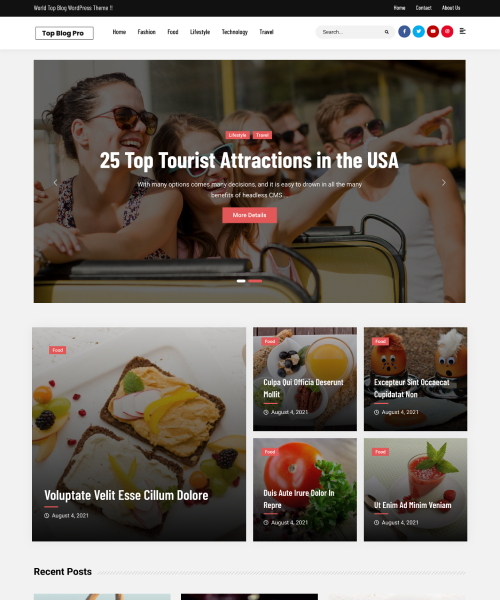 World Top Blog WordPress Theme !!
Home Contact About Us
Top Blog Pro
Home Fashion Food Lifestyle Technology Travel
Search...
Lifestyle Travel
25 Top Tourist Attractions in the USA
With many options comes many decisions, and it is easy to drown in all the many
benefits of headless CMS...
More Details
Food
Voluptate Velit Esse Cillum Dolore
August 4, 2021
Food
Culpa Qui Officia Deserunt
Mollit
August 4, 2021
Food
Excepteur Sint Occaecat
Cupidatat Non
August 4, 2021
Food
Duis Aute Irure Dolor In
Repre
August 4, 2021
Food
Ut Enim Ad Minim Veniam
August 4, 2021
Recent Posts